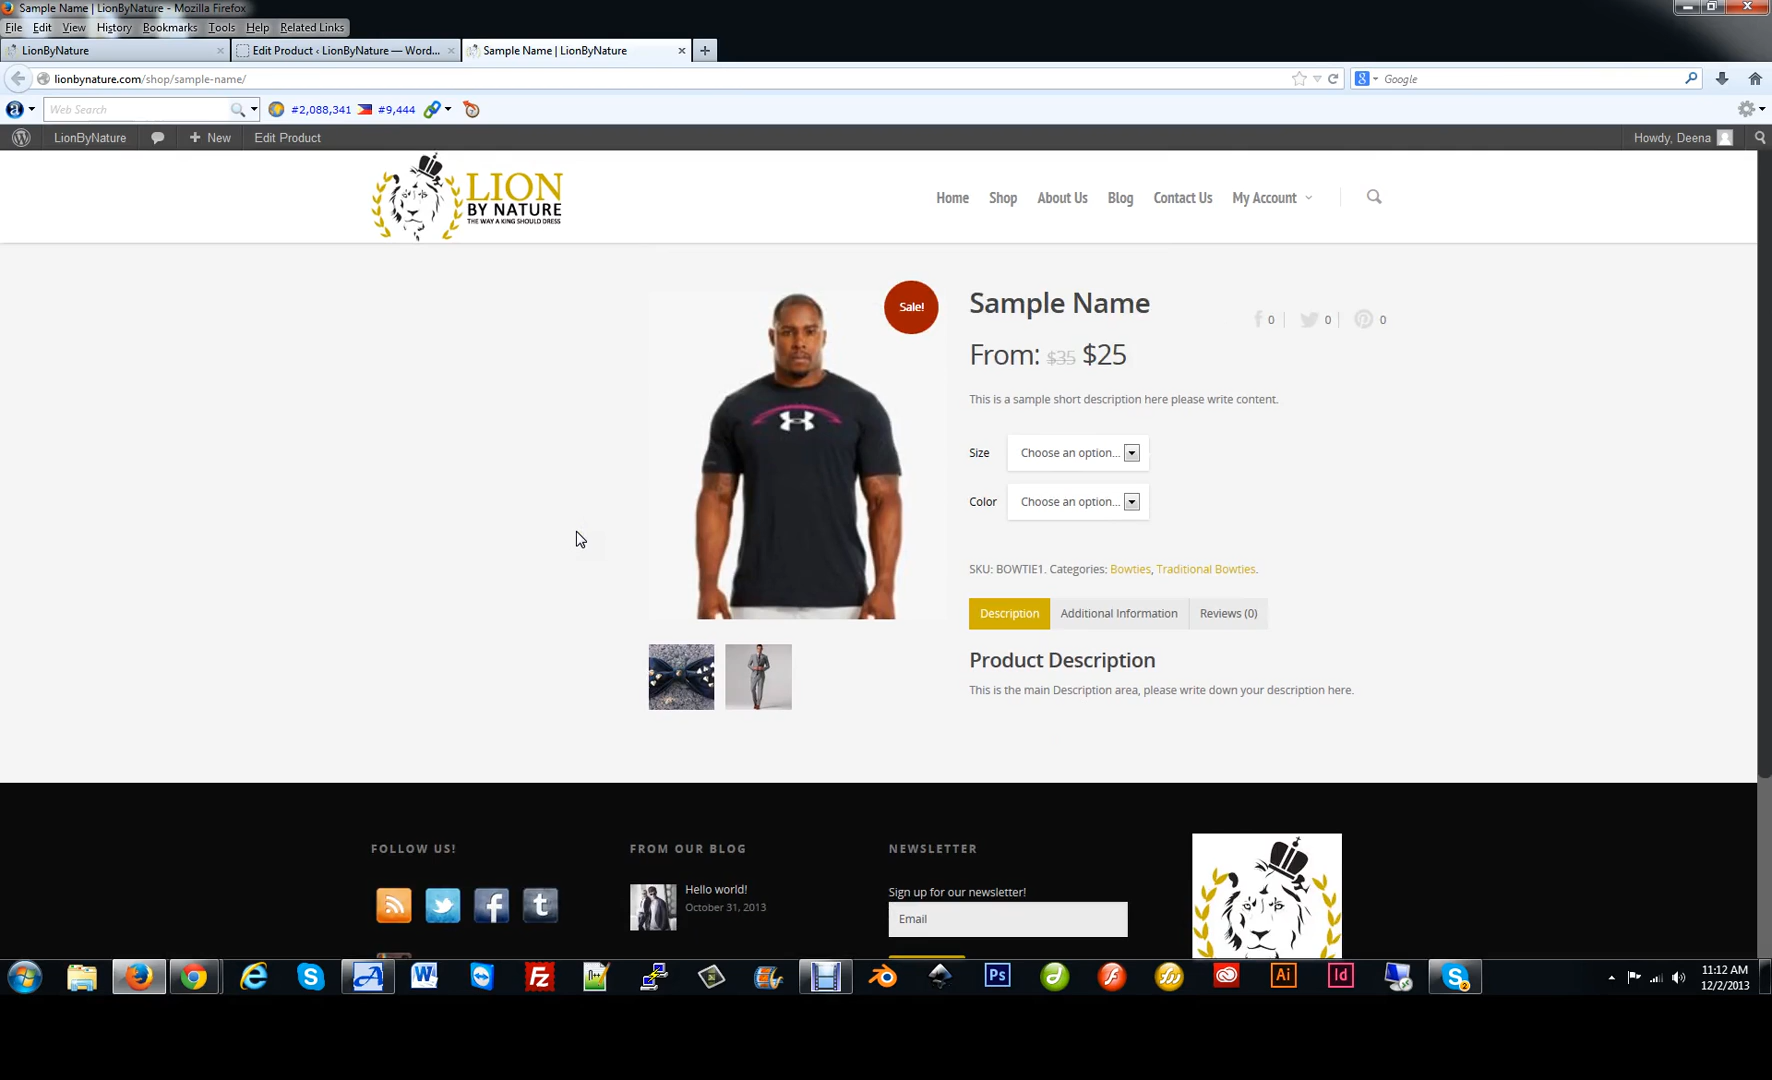 Sample Name | LionByNature - Mozilla Firefox
File Edit View History Bookmarks Tools Help Related Links
LionByNature
Edit Product ‹ LionByNature — Word...
Sample Name | LionByNature
lionbynature.com/shop/sample-name/
Google
Web Search
#2,088,341
#9,444
LionByNature
New
Edit Product
Howdy, Deena
LION
BY NATURE
THE WAY A KING SHOULD DRESS
Home Shop About Us Blog Contact Us My Account
Sale!
Sample Name
0 0 0
From: $35 $25
This is a sample short description here please write content.
Size Choose an option...
Color Choose an option...
SKU: BOWTIE1. Categories: Bowties, Traditional Bowties.
Description Additional Information Reviews (0)
Product Description
This is the main Description area, please write down your description here.
FOLLOW US!
FROM OUR BLOG
Hello world!
October 31, 2013
NEWSLETTER
Sign up for our newsletter!
Email
11:12 AM
12/2/2013